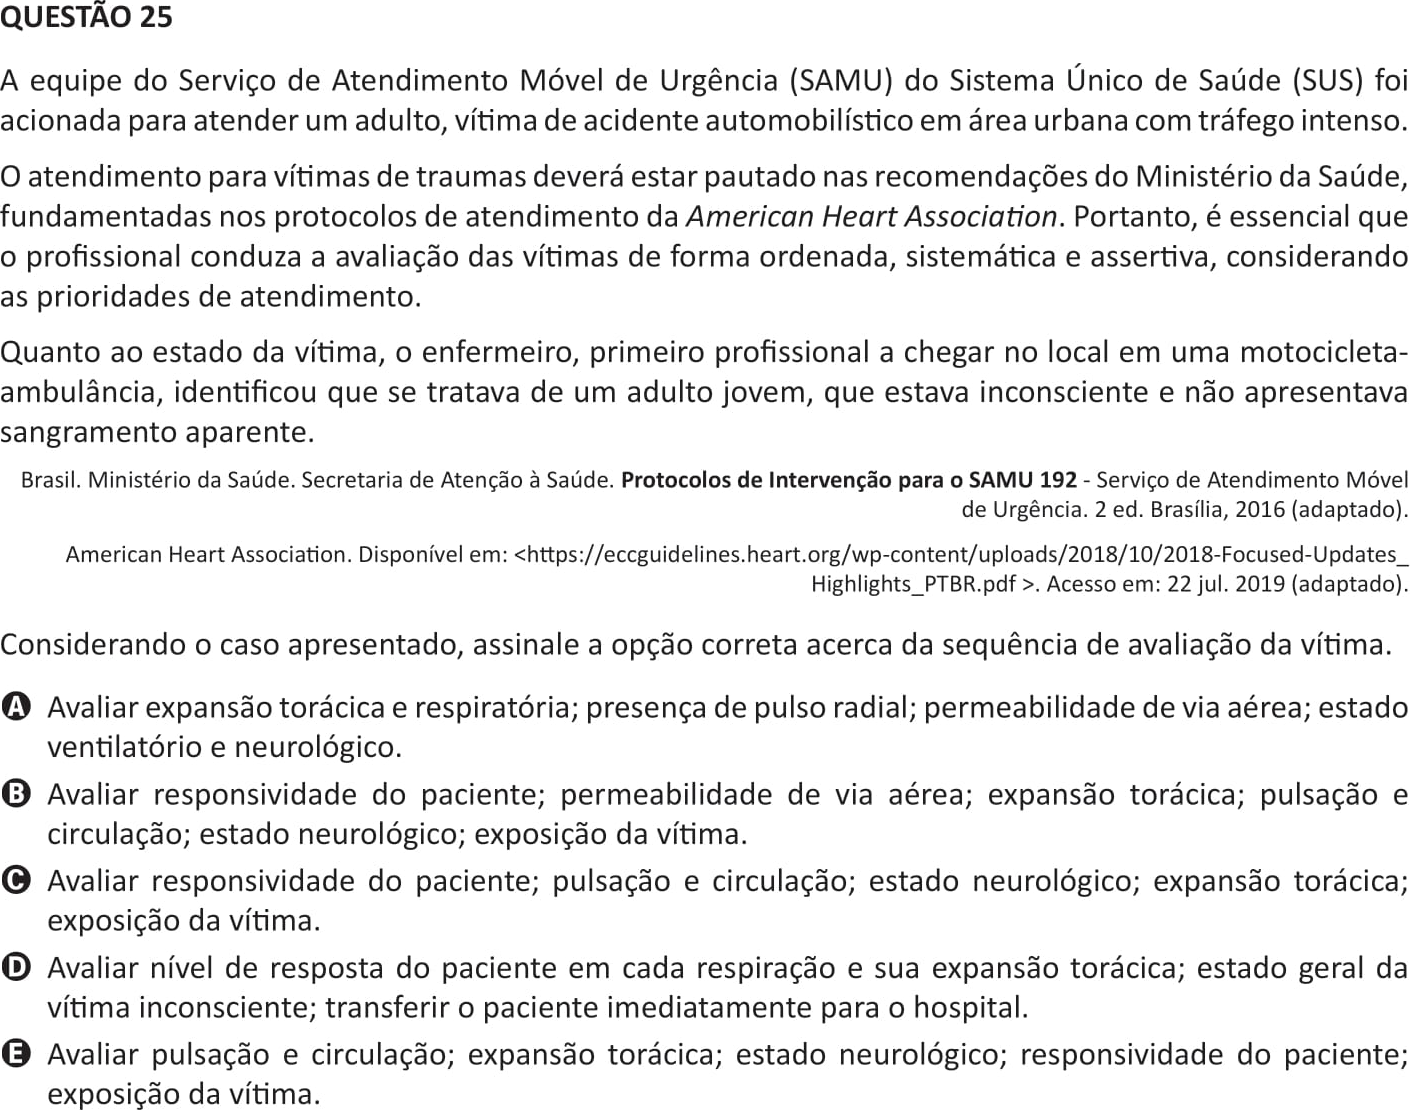 QUESTÃO 25
A equipe do Serviço de Atendimento Móvel de Urgência (SAMU) do Sistema Único de Saúde (SUS) foi
acionada para atender um adulto, vítima de acidente automobilístico em área urbana com tráfego intenso.
O atendimento para vítimas de traumas deverá estar pautado nas recomendações do Ministério da Saúde,
fundamentadas nos protocolos de atendimento da American Heart Association. Portanto, é essencial que
o profissional conduza a avaliação das vítimas de forma ordenada, sistemática e assertiva, considerando
as prioridades de atendimento.
Quanto ao estado da vítima, o enfermeiro, primeiro profissional a chegar no local em uma motocicleta-
ambulância, identificou que se tratava de um adulto jovem, que estava inconsciente e não apresentava
sangramento aparente.
Brasil. Ministério da Saúde. Secretaria de Atenção à Saúde. Protocolos de Intervenção para o SAMU 192 - Serviço de Atendimento Móvel
de Urgência. 2 ed. Brasília, 2016 (adaptado).
American Heart Association. Disponível em: <https://eccguidelines.heart.org/wp-content/uploads/2018/10/2018-Focused-Updates_
Highlights_PTBR.pdf >. Acesso em: 22 jul. 2019 (adaptado).
Considerando o caso apresentado, assinale a opção correta acerca da sequência de avaliação da vítima.
A Avaliar expansão torácica e respiratória; presença de pulso radial; permeabilidade de via aérea; estado
ventilatório e neurológico.
B Avaliar responsividade do paciente; permeabilidade de via aérea; expansão torácica; pulsação e
circulação; estado neurológico; exposição da vítima.
C Avaliar responsividade do paciente; pulsação e circulação; estado neurológico; expansão torácica;
exposição da vítima.
D Avaliar nível de resposta do paciente em cada respiração e sua expansão torácica; estado geral da
vítima inconsciente; transferir o paciente imediatamente para o hospital.
E Avaliar pulsação e circulação; expansão torácica; estado neurológico; responsividade do paciente;
exposição da vítima.